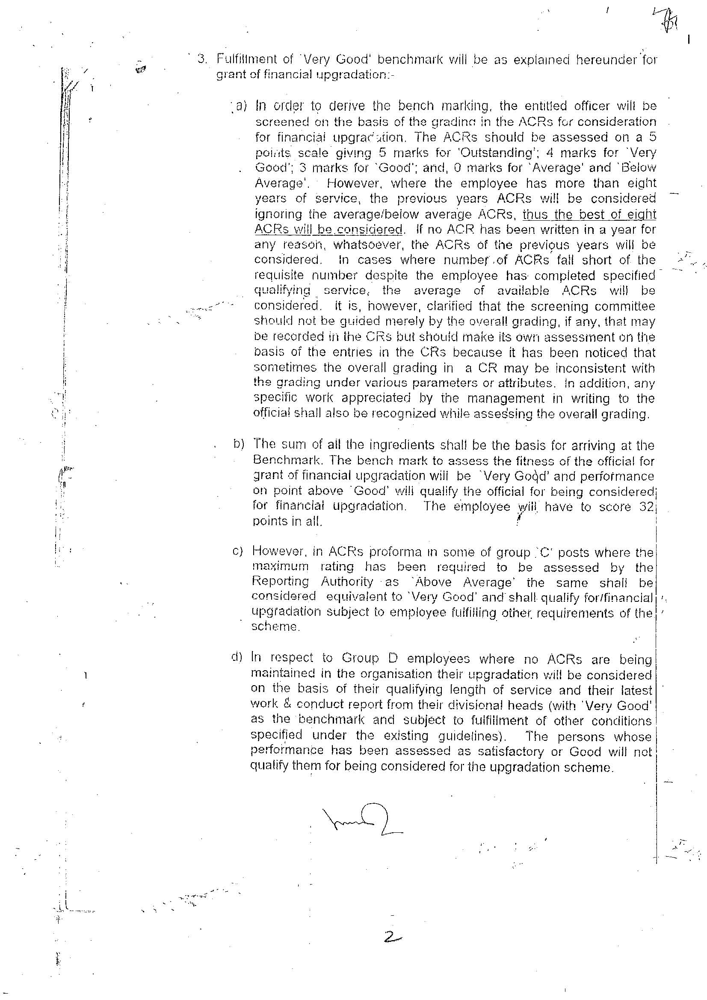 3. Fulfillment of `Very Good' benchmark will be as explained hereunder for
grant of financial upgradation:-
a) In order to derive the bench marking, the entitled officer will be
screened on the basis of the grading in the ACRs for consideration
for financial upgradation. The ACRs should be assessed on a 5
points scale giving 5 marks for 'Outstanding'; 4 marks for `Very
Good'; 3 marks for `Good'; and, 0 marks for `Average' and `Below
Average'. However, where the employee has more than eight
years of service, the previous years ACRs will be considered
ignoring the average/below average ACRs, thus the best of eight
ACRs will be considered. If no ACR has been written in a year for
any reason, whatsoever, the ACRs of the previous years will be
considered. In cases where number of ACRs fall short of the
requisite number despite the employee has completed specified
qualifying service, the average of available ACRs will be
considered. It is, however, clarified that the screening committee
should not be guided merely by the overall grading, if any, that may
be recorded in the CRs but should make its own assessment on the
basis of the entries in the CRs because it has been noticed that
sometimes the overall grading in a CR may be inconsistent with
the grading under various parameters or attributes. In addition, any
specific work appreciated by the management in writing to the
official shall also be recognized while assessing the overall grading.
b) The sum of all the ingredients shall be the basis for arriving at the
Benchmark. The bench mark to assess the fitness of the official for
grant of financial upgradation will be `Very Good' and performance
on point above `Good' will qualify the official for being considered
for financial upgradation. The employee will have to score 32
points in all.
c) However, in ACRs proforma in some of group `C' posts where the
maximum rating has been required to be assessed by the
Reporting Authority as `Above Average' the same shall be
considered equivalent to `Very Good' and shall qualify for/financial
upgradation subject to employee fulfilling other requirements of the
scheme.
d) In respect to Group D employees where no ACRs are being
maintained in the organisation their upgradation will be considered
on the basis of their qualifying length of service and their latest
work & conduct report from their divisional heads (with `Very Good'
as the benchmark and subject to fulfillment of other conditions
specified under the existing guidelines). The persons whose
performance has been assessed as satisfactory or Good will not
qualify them for being considered for the upgradation scheme.
2